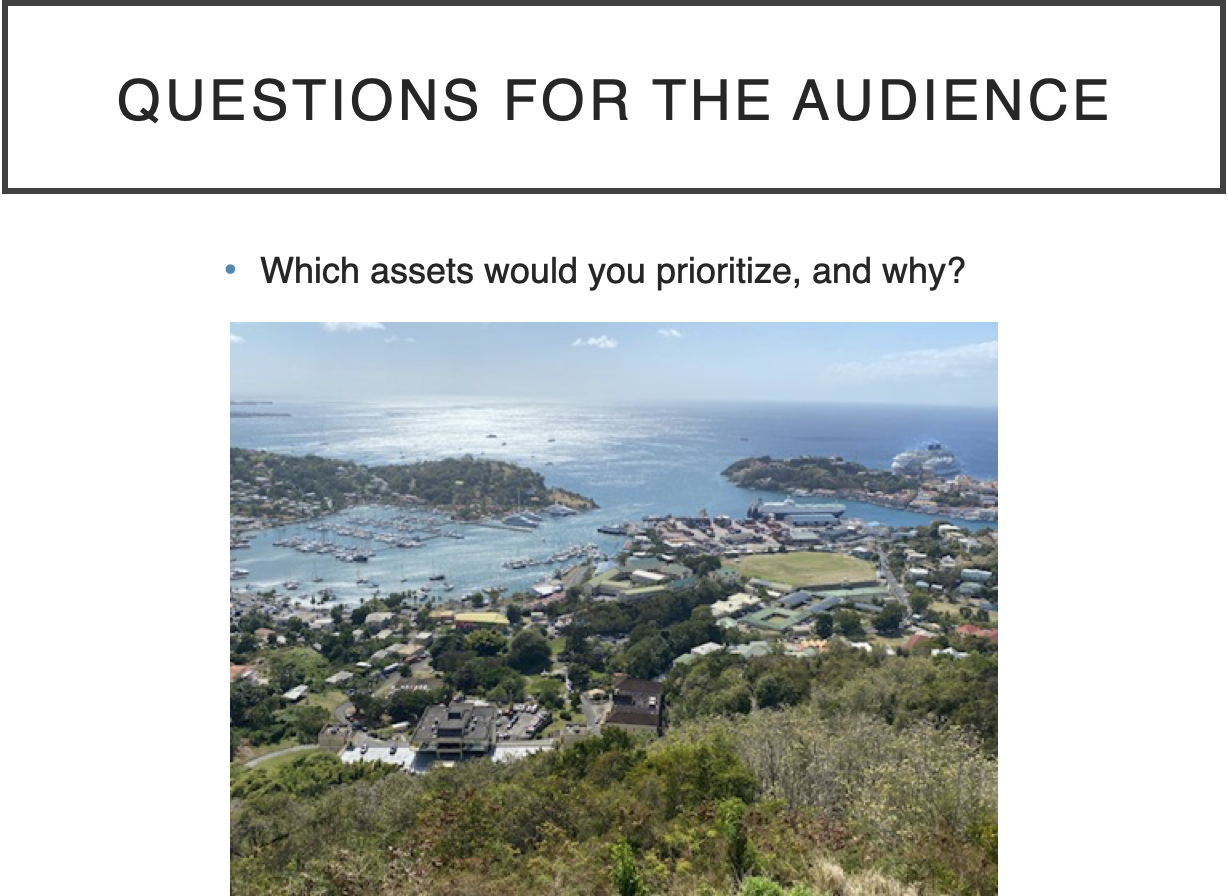 QUESTIONS FOR THE AUDIENCE
• Which assets would you prioritize, and why?